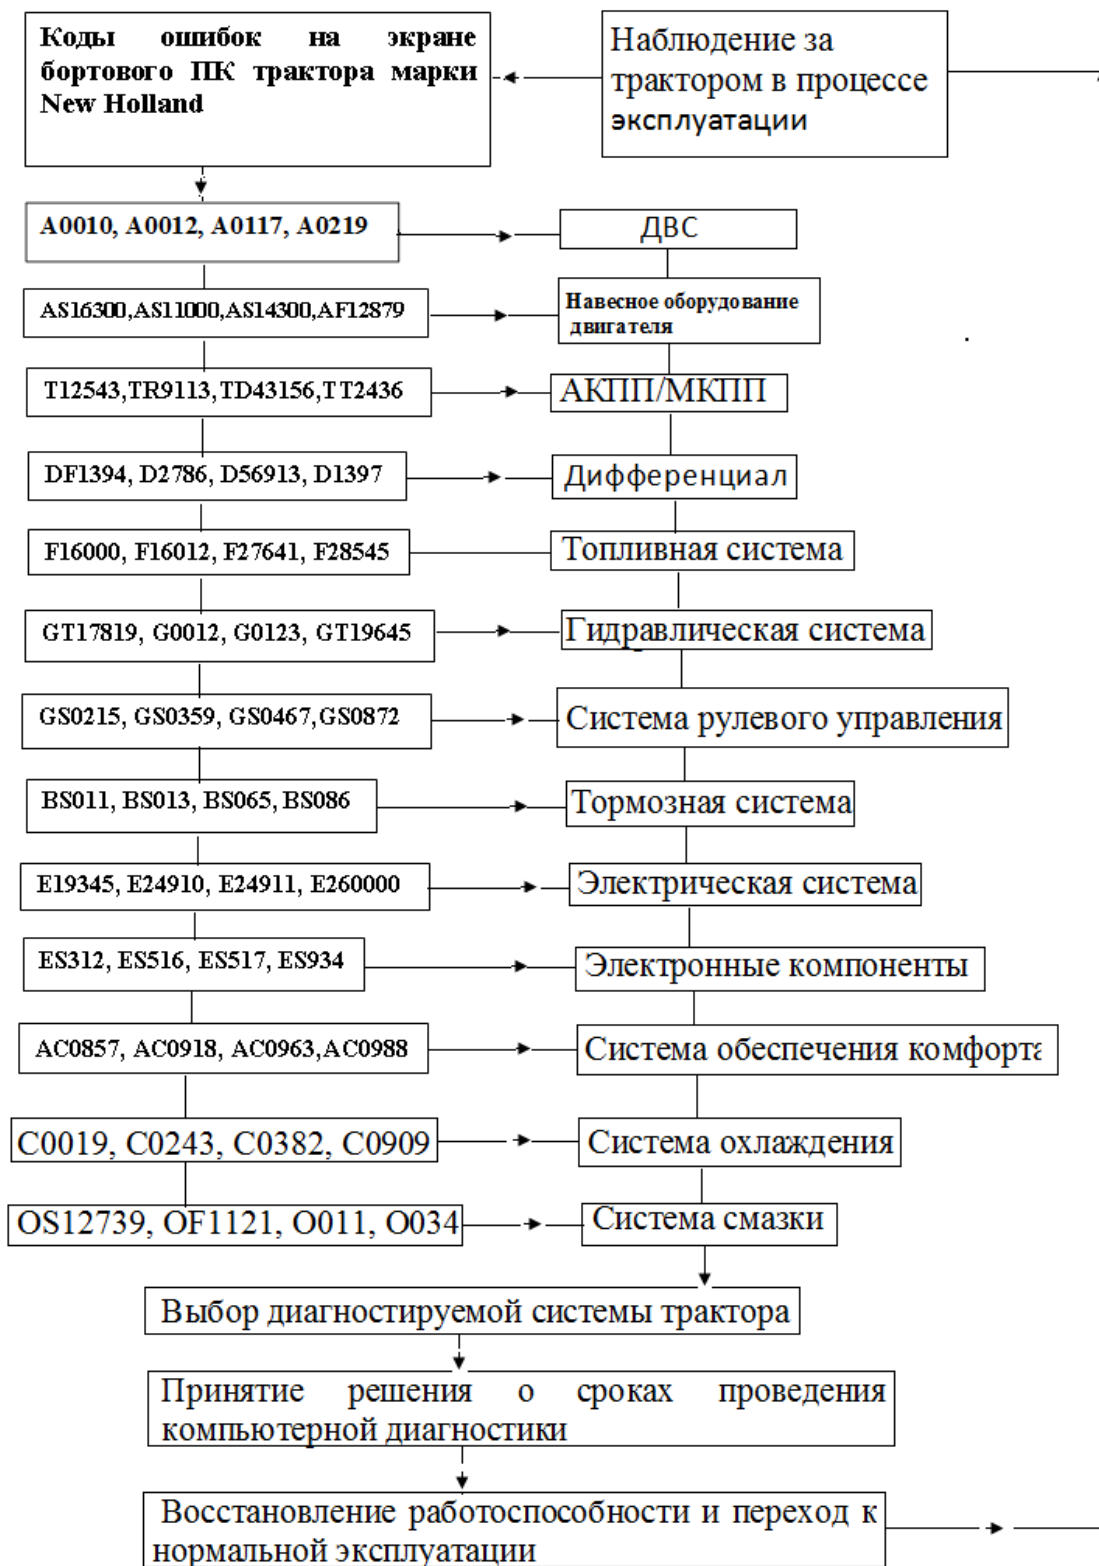 Коды ошибок на экране
бортового ПК трактора марки
New Holland
Наблюдение за
трактором в процессе
эксплуатации
A0010, A0012, A0117, A0219
ДВС
AS16300,AS11000,AS14300,AF12879
Навесное оборудование
двигателя
T12543,TR9113,TD43156,TT2436
АКПП/МКПП
DF1394, D2786, D56913, D1397
Дифференциал
F16000, F16012, F27641, F28545
Топливная система
GT17819, G0012, G0123, GT19645
Гидравлическая система
GS0215, GS0359, GS0467,GS0872
Система рулевого управления
BS011, BS013, BS065, BS086
Тормозная система
E19345, E24910, E24911, E260000
Электрическая система
ES312, ES516, ES517, ES934
Электронные компоненты
AC0857, AC0918, AC0963,AC0988
Система обеспечения комфорта
C0019, C0243, C0382, C0909
Система охлаждения
OS12739, OF1121, O011, O034
Система смазки
Выбор диагностируемой системы трактора
Принятие решения о сроках проведения
компьютерной диагностики
Восстановление работоспособности и переход к
нормальной эксплуатации